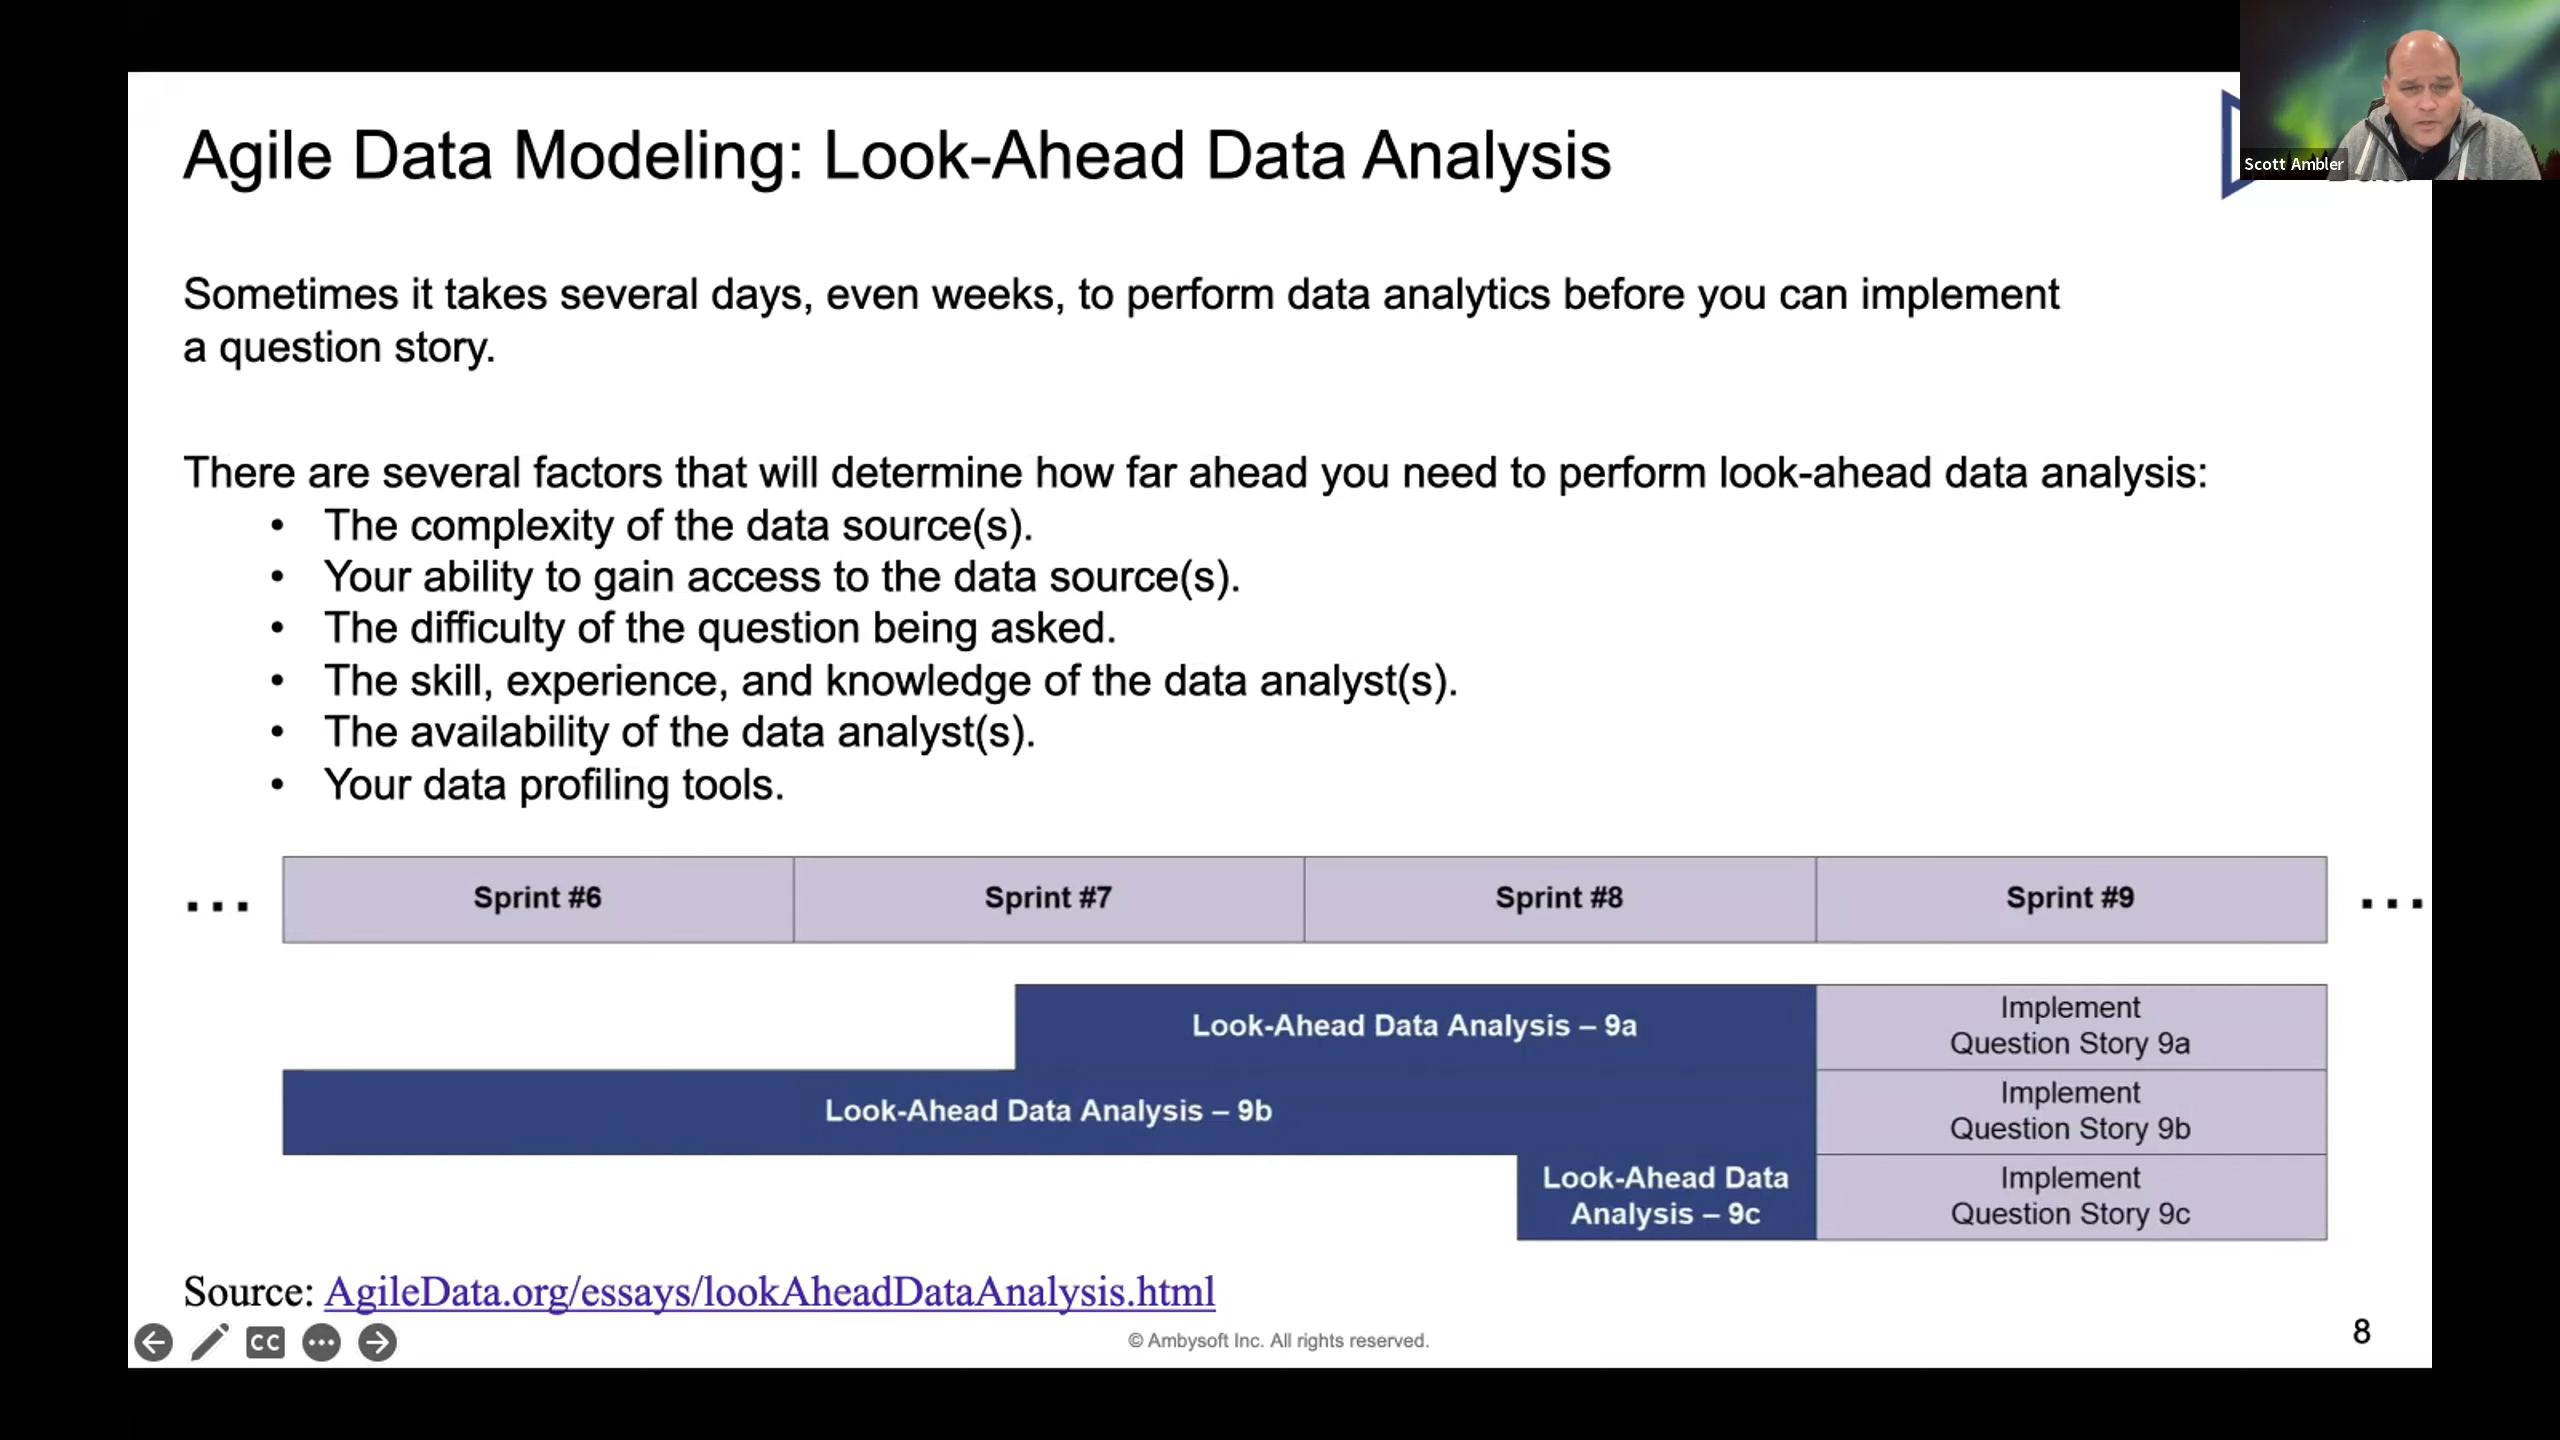 Agile Data Modeling: Look-Ahead Data Analysis
Scott Ambler
Sometimes it takes several days, even weeks, to perform data analytics before you can implement
a question story.
There are several factors that will determine how far ahead you need to perform look-ahead data analysis:
• The complexity of the data source(s).
• Your ability to gain access to the data source(s).
• The difficulty of the question being asked.
• The skill, experience, and knowledge of the data analyst(s).
• The availability of the data analyst(s).
• Your data profiling tools.
... Sprint #6 Sprint #7 Sprint #8 Sprint #9 ...
Look-Ahead Data Analysis – 9a
Implement
Question Story 9a
Look-Ahead Data Analysis – 9b
Implement
Question Story 9b
Look-Ahead Data
Analysis – 9c
Implement
Question Story 9c
Source: AgileData.org/essays/lookAheadDataAnalysis.html
CC
© Ambysoft Inc. All rights reserved.
8